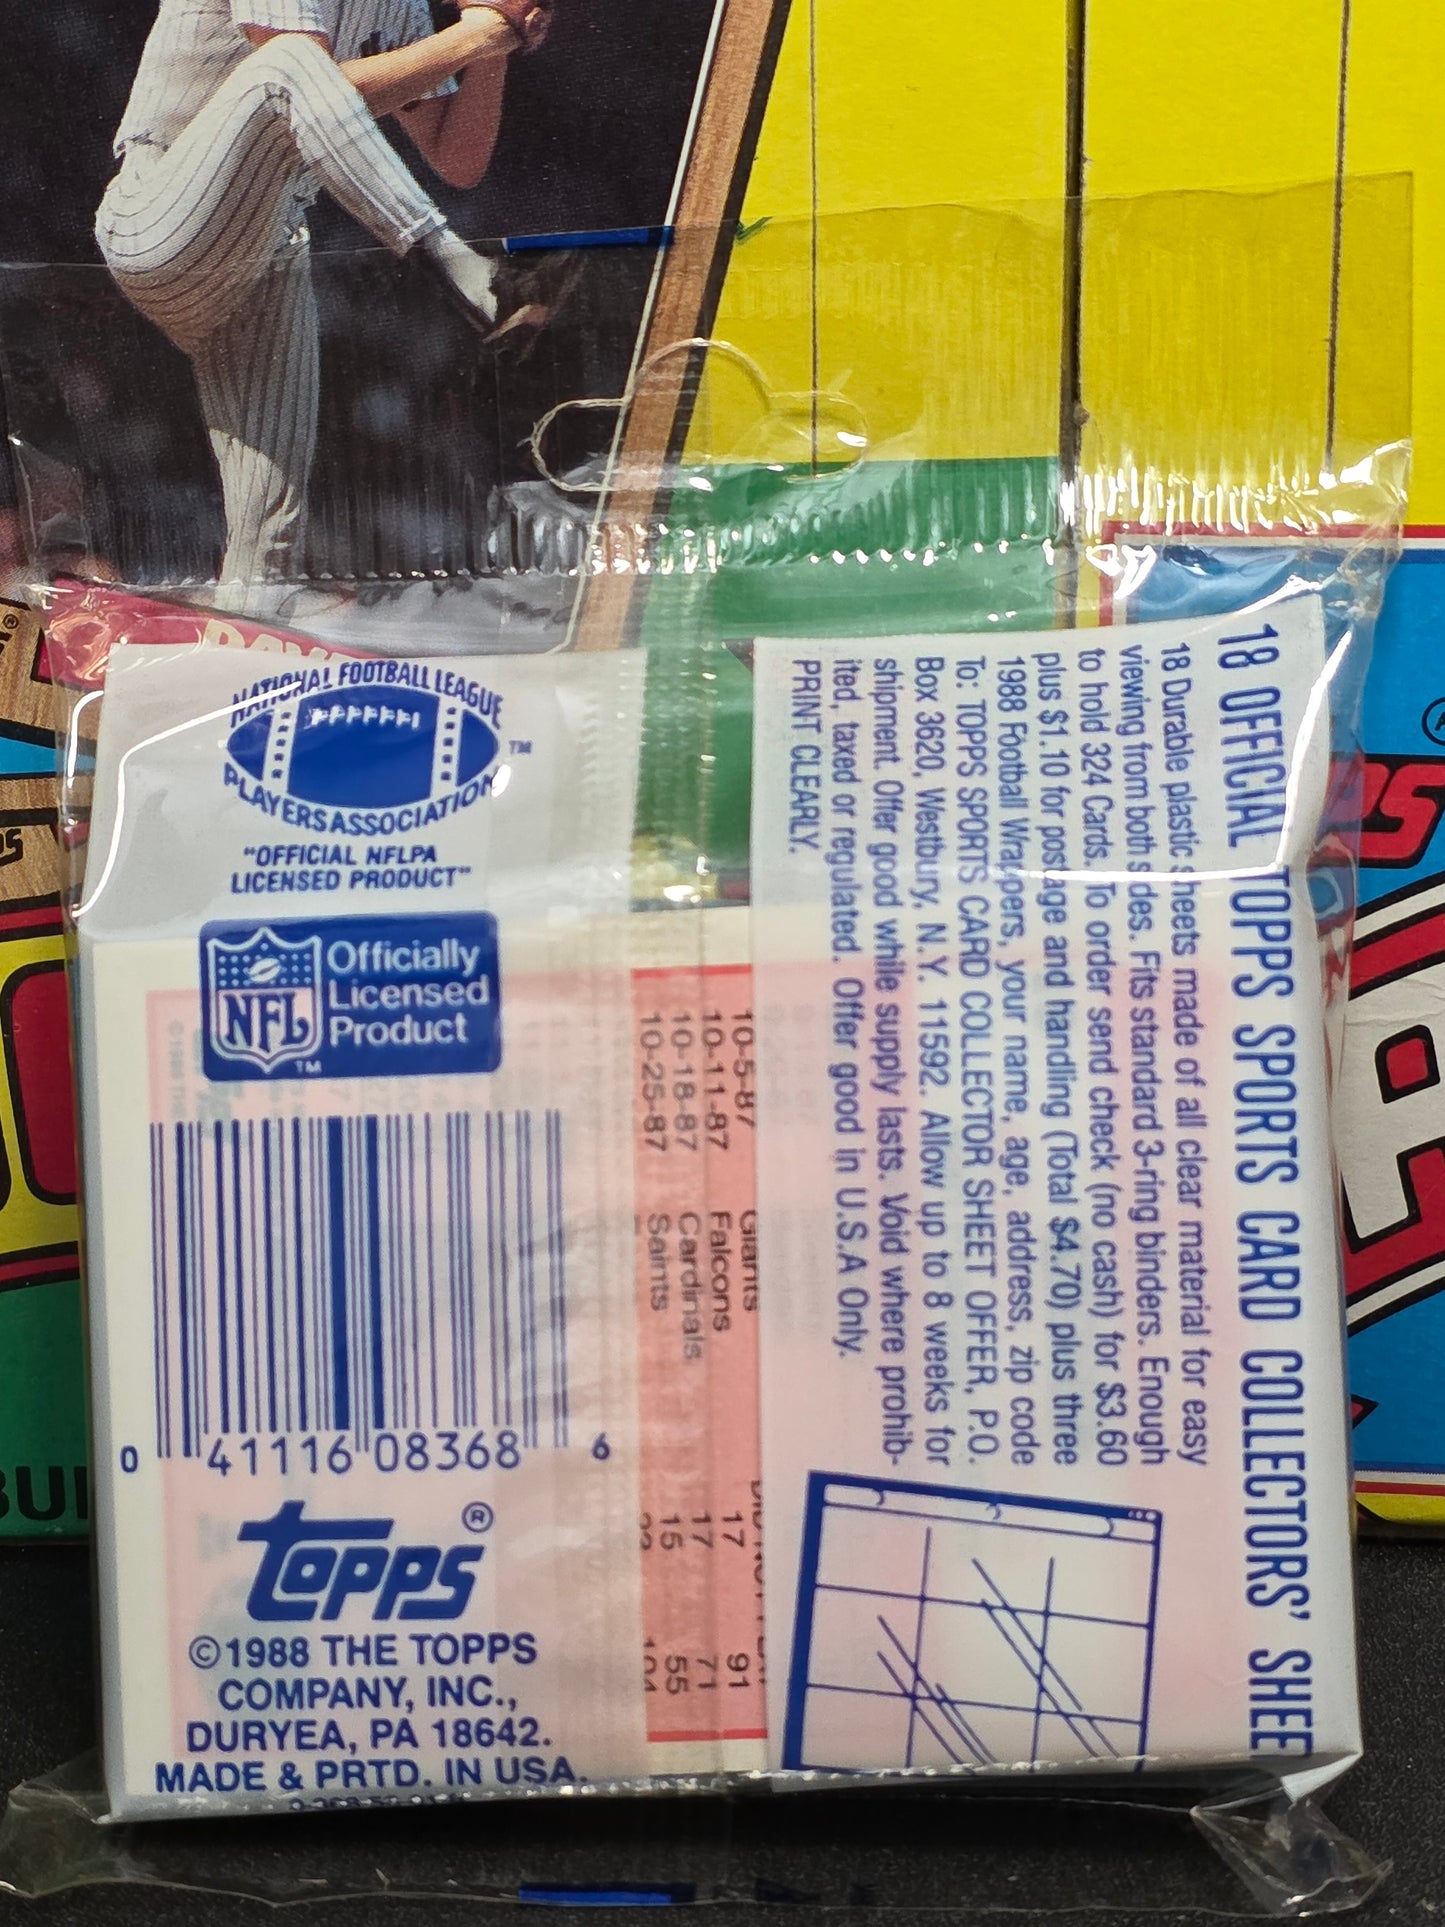 NATIONAL FOOTBALL LEAGUE
PLAYERS ASSOCIATION
TM
"OFFICIAL NFLPA
LICENSED PRODUCT"
NFL
TM
Officially
Licensed
Product
0 41116 08368 6
topps®
©1988 THE TOPPS
COMPANY, INC.,
DURYEA, PA 18642.
MADE & PRTD. IN USA.
10-5-87 Giants
10-11-87 Falcons 17 71
10-18-87 Cardinals 15 55
10-25-87 Saints
17 91
18 OFFICIAL TOPPS SPORTS CARD COLLECTORS' SHEE
18 Durable plastic sheets made of all clear material for easy
viewing from both sides. Fits standard 3-ring binders. Enough
to hold 324 Cards. To order send check (no cash) for $3.60
plus $1.10 for postage and handling (Total $4.70) plus three
1988 Football Wrappers, your name, age, address, zip code
To: TOPPS SPORTS CARD COLLECTOR SHEET OFFER, P.O.
Box 3620, Westbury, N.Y. 11592. Allow up to 8 weeks for
shipment. Offer good while supply lasts. Void where prohib-
ited, taxed or regulated. Offer good in U.S.A Only.
PRINT CLEARLY.